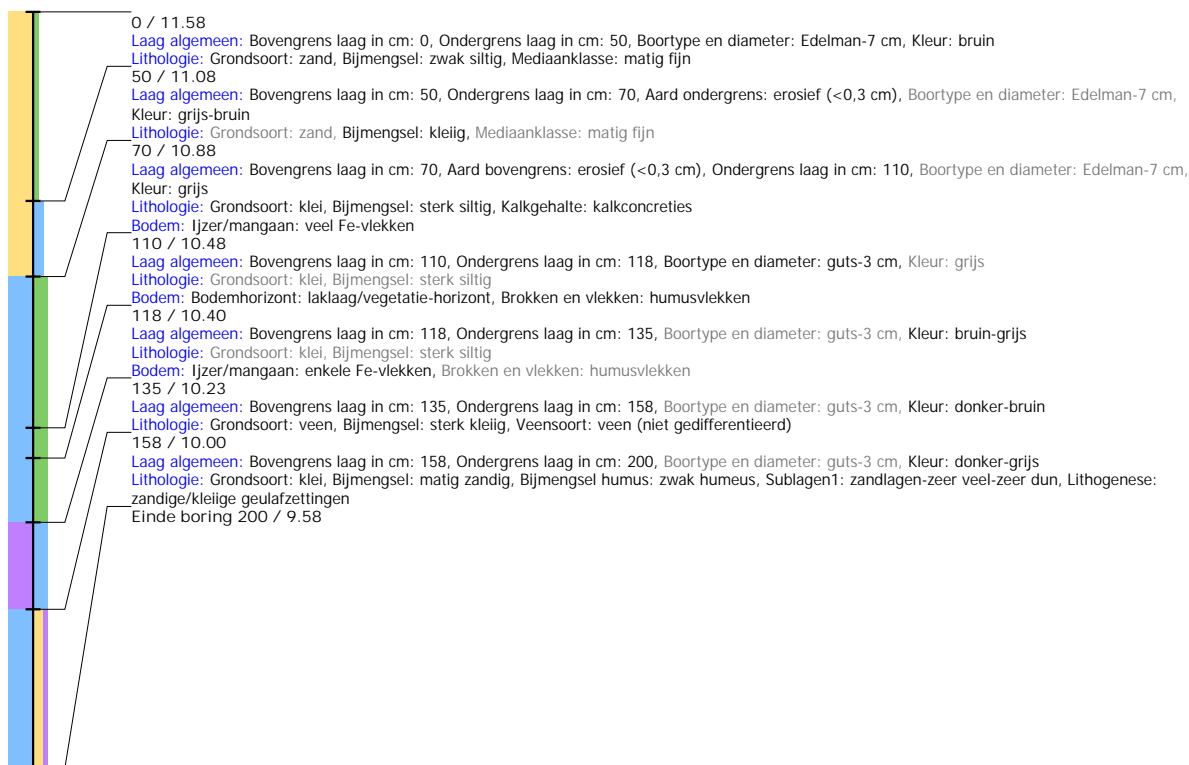 0 / 11.58
Laag algemeen: Bovengrens laag in cm: 0, Ondergrens laag in cm: 50, Boortype en diameter: Edelman-7 cm, Kleur: bruin
Lithologie: Grondsoort: zand, Bijmengsel: zwak siltig, Mediaanklasse: matig fijn
50 / 11.08
Laag algemeen: Bovengrens laag in cm: 50, Ondergrens laag in cm: 70, Aard ondergrens: erosief (<0,3 cm), Boortype en diameter: Edelman-7 cm,
Kleur: grijs-bruin
Lithologie: Grondsoort: zand, Bijmengsel: kleiig, Mediaanklasse: matig fijn
70 / 10.88
Laag algemeen: Bovengrens laag in cm: 70, Aard bovengrens: erosief (<0,3 cm), Ondergrens laag in cm: 110, Boortype en diameter: Edelman-7 cm,
Kleur: grijs
Lithologie: Grondsoort: klei, Bijmengsel: sterk siltig, Kalkgehalte: kalkconcreties
Bodem: Ijzer/mangaan: veel Fe-vlekken
110 / 10.48
Laag algemeen: Bovengrens laag in cm: 110, Ondergrens laag in cm: 118, Boortype en diameter: guts-3 cm, Kleur: grijs
Lithologie: Grondsoort: klei, Bijmengsel: sterk siltig
Bodem: Bodemhorizont: laklaag/vegetatie-horizont, Brokken en vlekken: humusvlekken
118 / 10.40
Laag algemeen: Bovengrens laag in cm: 118, Ondergrens laag in cm: 135, Boortype en diameter: guts-3 cm, Kleur: bruin-grijs
Lithologie: Grondsoort: klei, Bijmengsel: sterk siltig
Bodem: Ijzer/mangaan: enkele Fe-vlekken, Brokken en vlekken: humusvlekken
135 / 10.23
Laag algemeen: Bovengrens laag in cm: 135, Ondergrens laag in cm: 158, Boortype en diameter: guts-3 cm, Kleur: donker-bruin
Lithologie: Grondsoort: veen, Bijmengsel: sterk kleiig, Veensoort: veen (niet gedifferentieerd)
158 / 10.00
Laag algemeen: Bovengrens laag in cm: 158, Ondergrens laag in cm: 200, Boortype en diameter: guts-3 cm, Kleur: donker-grijs
Lithologie: Grondsoort: klei, Bijmengsel: matig zandig, Bijmengsel humus: zwak humeus, Sublagen1: zandlagen-zeer veel-zeer dun, Lithogenese:
zandige/kleiige geulafzettingen
Einde boring 200 / 9.58